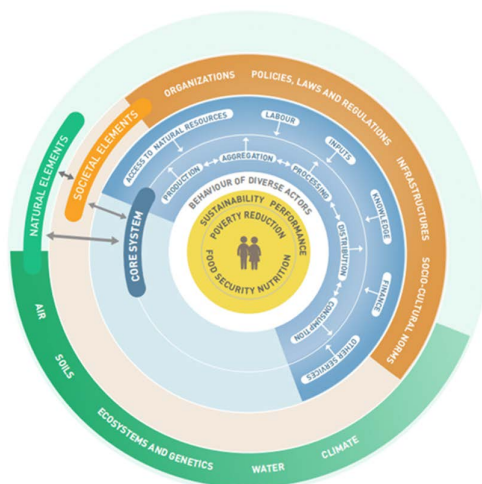 ORGANIZATIONS
POLICIES, LAWS AND REGULATIONS
INFRASTRUCTURES
SOCIO-CULTURAL NORMS
NATURAL ELEMENTS
SOCIETAL ELEMENTS
CORE SYSTEM
ACCESS TO NATURAL RESOURCES
LABOUR
INPUTS
KNOWLEDGE
FINANCE
OTHER SERVICES
PRODUCTION
AGGREGATION
PROCESSING
DISTRIBUTION
CONSUMPTION
BEHAVIOUR OF DIVERSE ACTORS
SUSTAINABILITY PERFORMANCE
POVERTY REDUCTION
FOOD SECURITY NUTRITION
AIR
SOILS
ECOSYSTEMS AND GENETICS
WATER
CLIMATE